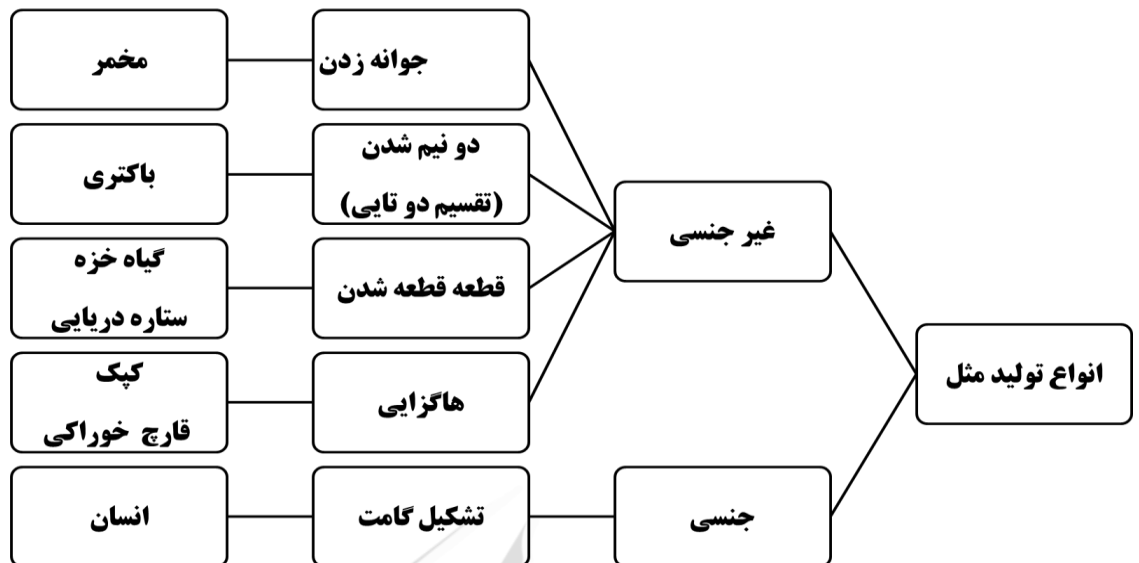 انواع تولید مثل
غیر جنسی
جوانه زدن
مخمر
دو نیم شدن
(تقسیم دو تایی)
باکتری
قطعه قطعه شدن
گیاه خزه
ستاره دریایی
هاگزایی
کپک
قارچ خوراکی
جنسی
تشکیل گامت
انسان